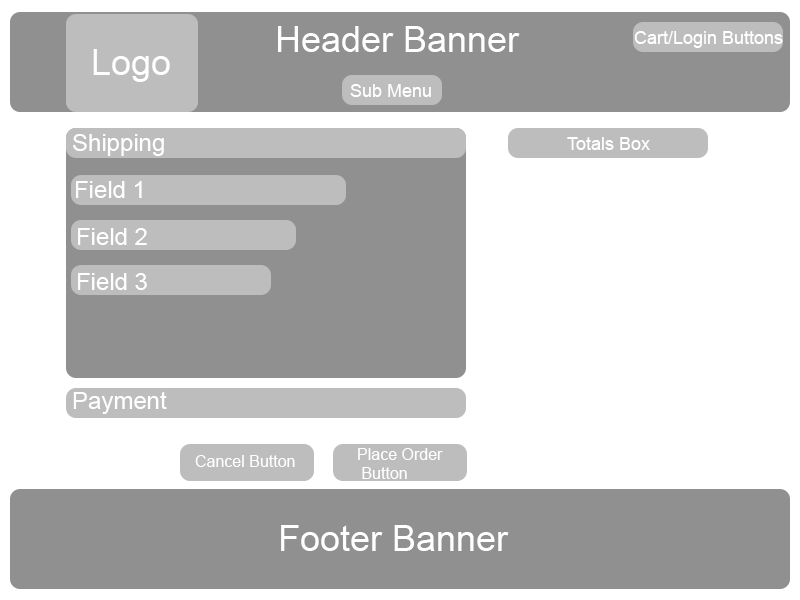 Header Banner
Cart/Login Buttons
Logo
Sub Menu
Shipping
Totals Box
Field 1
Field 2
Field 3
Payment
Cancel Button
Place Order
Button
Footer Banner